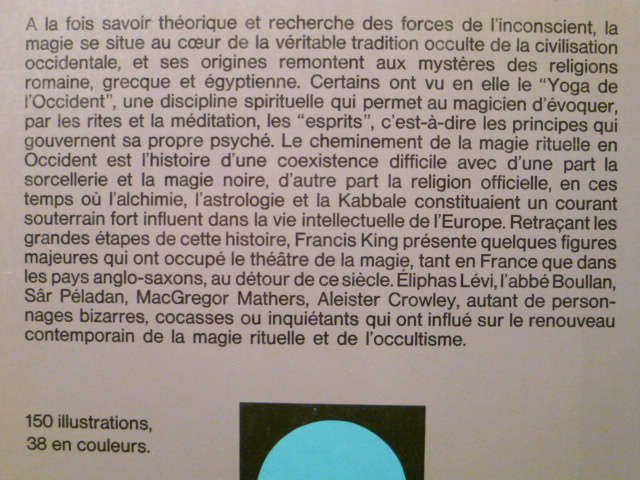 A la fois savoir théorique et recherche des forces de l'inconscient, la
magie se situe au cœur de la véritable tradition occulte de la civilisation
occidentale, et ses origines remontent aux mystères des religions
romaine, grecque et égyptienne. Certains ont vu en elle le "Yoga de
l'Occident", une discipline spirituelle qui permet au magicien d'évoquer,
par les rites et la méditation, les "esprits", c'est-à-dire les principes qui
gouvernent sa propre psyché. Le cheminement de la magie rituelle en
Occident est l'histoire d'une coexistence difficile avec d'une part la
sorcellerie et la magie noire, d'autre part la religion officielle, en ces
temps où l'alchimie, l'astrologie et la Kabbale constituaient un courant
souterrain fort influent dans la vie intellectuelle de l'Europe. Retraçant les
grandes étapes de cette histoire, Francis King présente quelques figures
majeures qui ont occupé le théâtre de la magie, tant en France que dans
les pays anglo-saxons, au détour de ce siècle. Éliphas Lévi, l'abbé Boullan,
Sâr Péladan, MacGregor Mathers, Aleister Crowley, autant de person-
nages bizarres, cocasses ou inquiétants qui ont influé sur le renouveau
contemporain de la magie rituelle et de l'occultisme.
150 illustrations,
38 en couleurs.